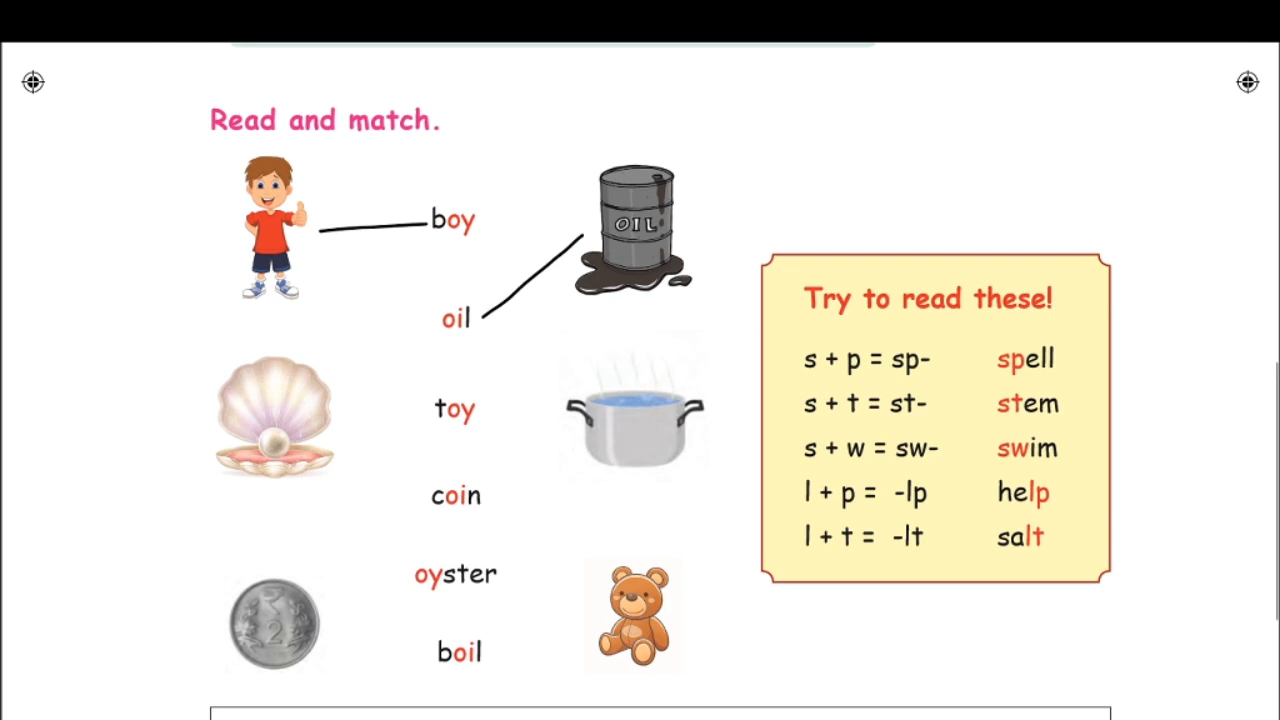 Read and match.
boy
OIL
oil
toy
coin
oyster
boil
₹
2
Try to read these!
s + p = sp- spell
s + t = st- stem
s + w = sw- swim
l + p = -lp help
l + t = -lt salt